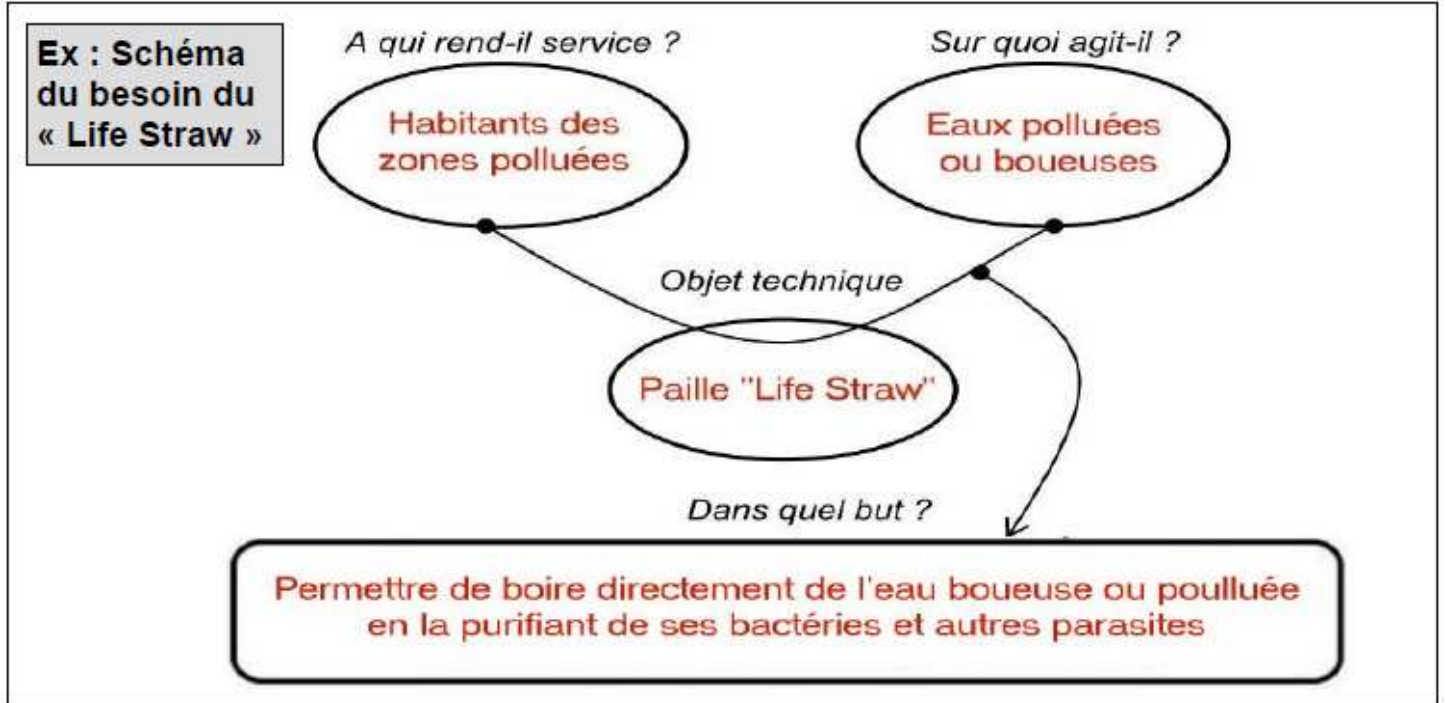 Ex : Schéma
du besoin du
« Life Straw »
A qui rend-il service ?
Sur quoi agit-il ?
Habitants des
zones polluées
Eaux polluées
ou boueuses
Objet technique
Paille "Life Straw"
Dans quel but ?
Permettre de boire directement de l'eau boueuse ou poulluée
en la purifiant de ses bactéries et autres parasites